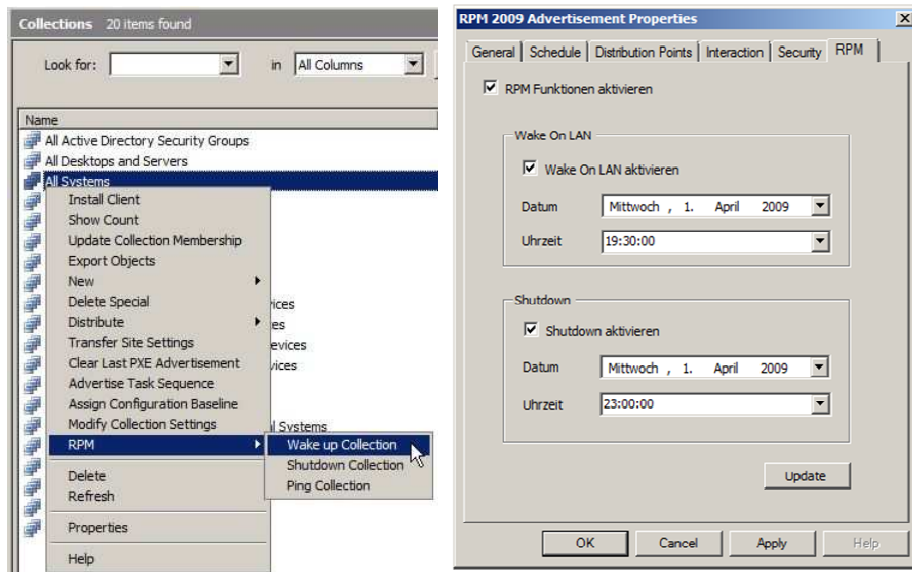 Collections 20 items found
Look for: in All Columns
Name
All Active Directory Security Groups
All Desktops and Servers
All Systems
Install Client
Show Count
Update Collection Membership
Export Objects
New
Delete Special
Distribute
Transfer Site Settings
Clear Last PXE Advertisement
Advertise Task Sequence
Assign Configuration Baseline
Modify Collection Settings
RPM
Delete
Refresh
Properties
Help
Wake up Collection
Shutdown Collection
Ping Collection
l Systems
RPM 2009 Advertisement Properties
General Schedule Distribution Points Interaction Security RPM
RPM Funktionen aktivieren
Wake On LAN
Wake On LAN aktivieren
Datum Mittwoch , 1. April 2009
Uhrzeit 19:30:00
Shutdown
Shutdown aktivieren
Datum Mittwoch , 1. April 2009
Uhrzeit 23:00:00
Update
OK Cancel Apply Help